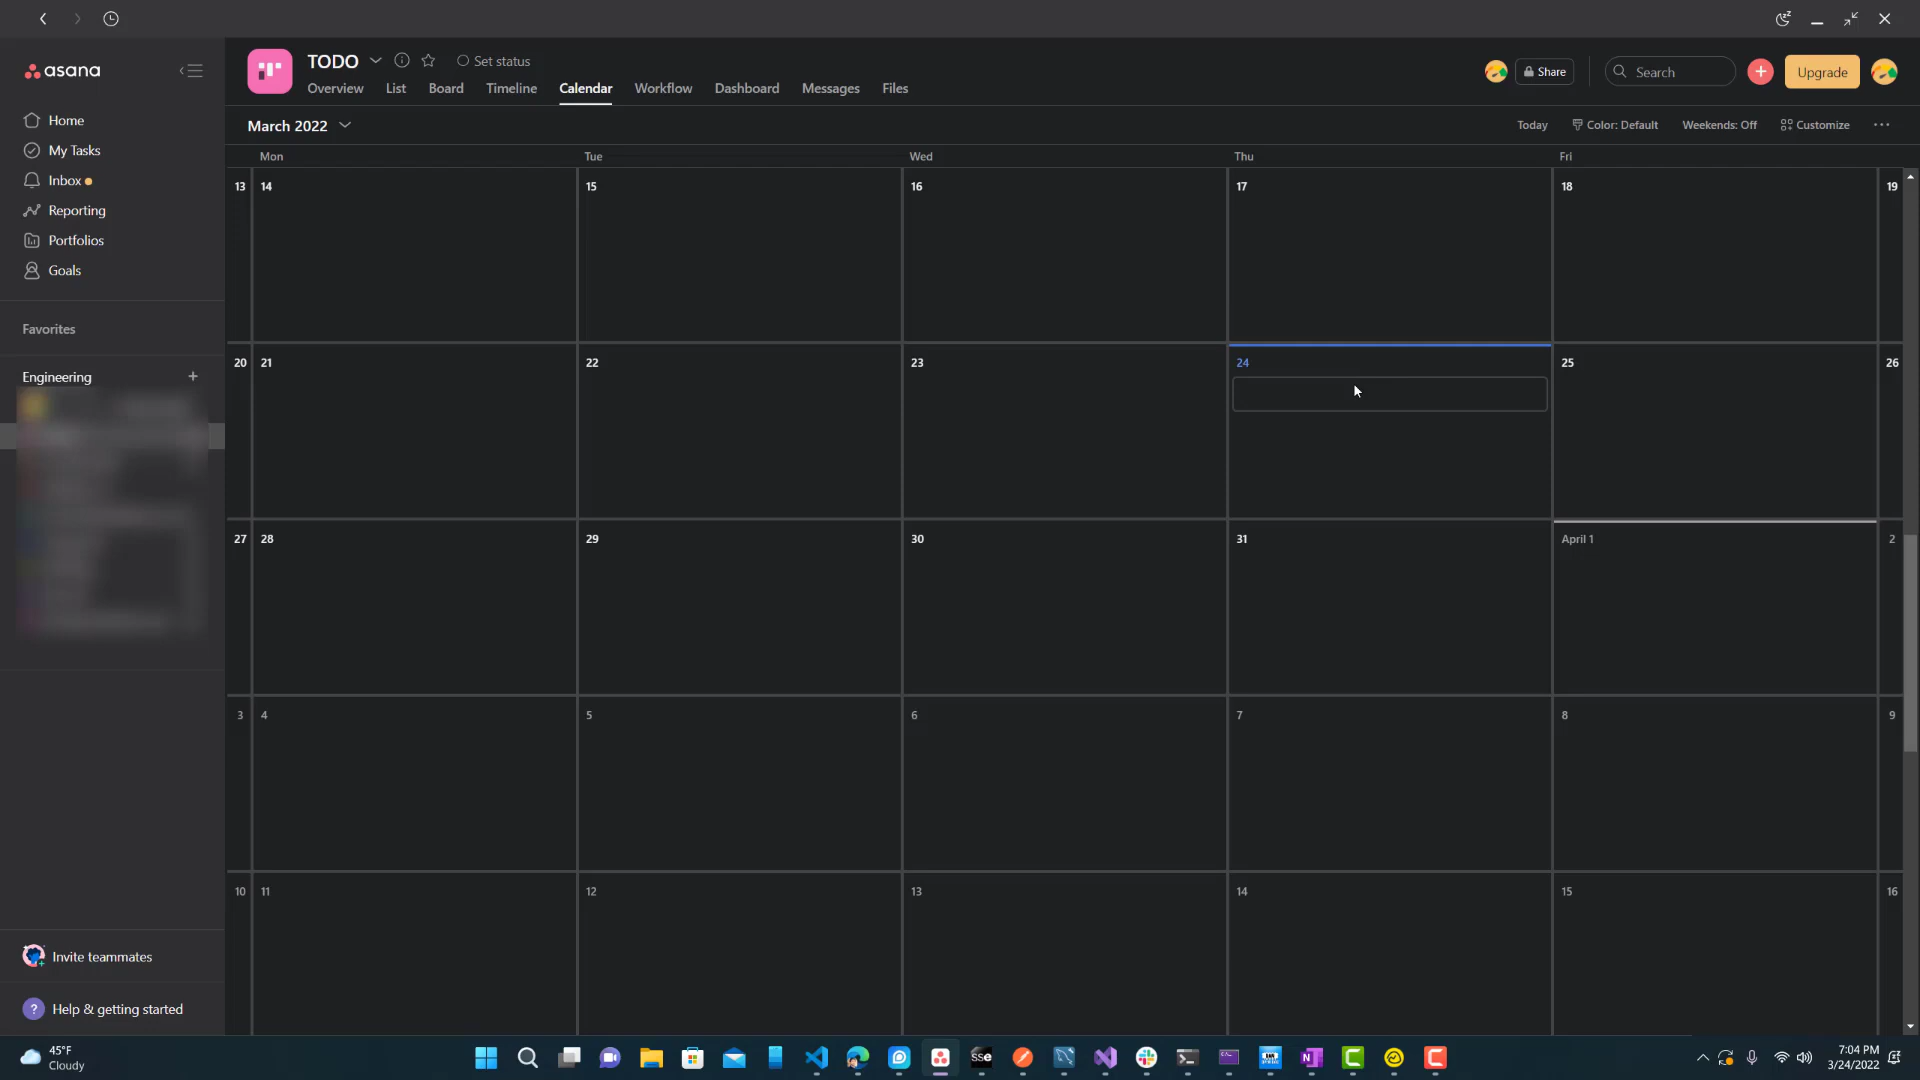 asana
TODO
Set status
Overview List Board Timeline Calendar Workflow Dashboard Messages Files
Share
Search
Upgrade
Home
My Tasks
Inbox
Reporting
Portfolios
Goals
Favorites
Engineering
Invite teammates
? Help & getting started
March 2022
Today Color: Default Weekends: Off Customize
Mon Tue Wed Thu Fri
13 14 15 16 17 18 19
20 21 22 23 24 25 26
27 28 29 30 31 April 1 2
3 4 5 6 7 8 9
10 11 12 13 14 15 16
45°F
Cloudy
SSE
7:04 PM
3/24/2022